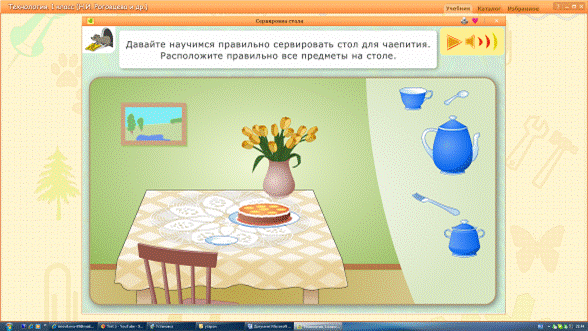 Технология 1 класс (Н.И. Роговцева и др.)
Учебник Каталог Избранное
Сервировка стола
Давайте научимся правильно сервировать стол для чаепития.
Расположите правильно все предметы на столе.